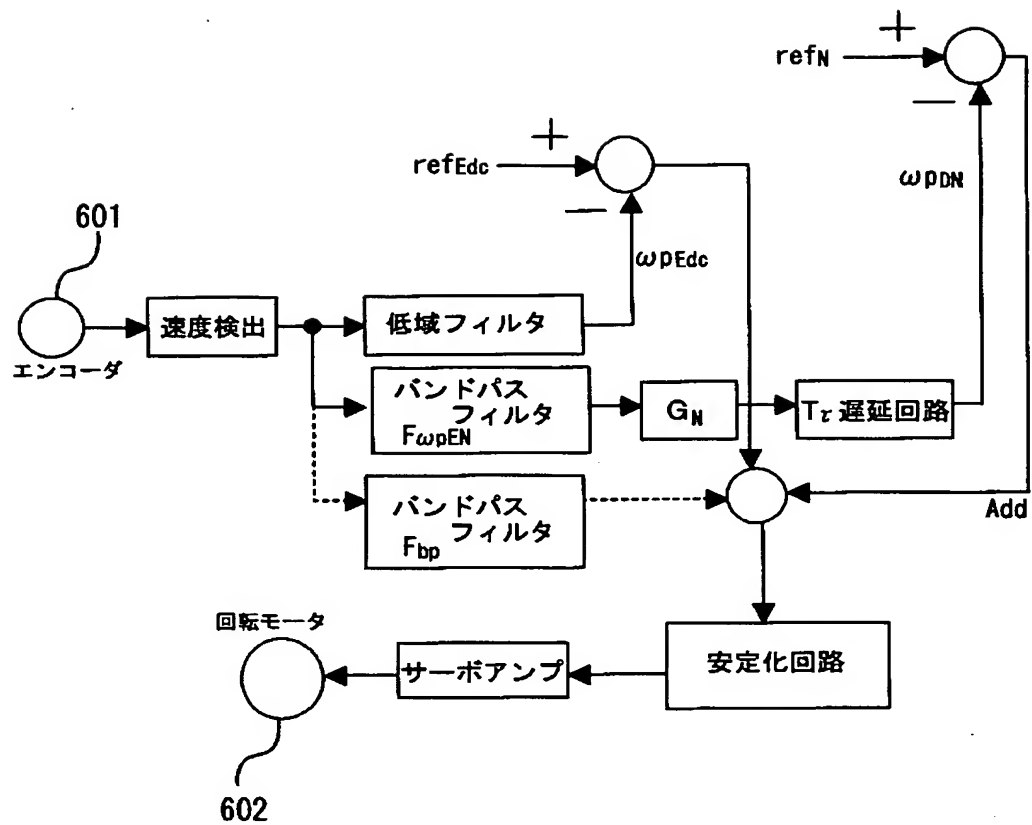 refN
+
−
refEdc
+
−
ωpDN
ωpEdc
601
エンコーダ
速度検出
低域フィルタ
バンドパス
フィルタ
FωpEN
GN
Tτ 遅延回路
バンドパス
フィルタ
Fbp
Add
回転モータ
サーボアンプ
安定化回路
602